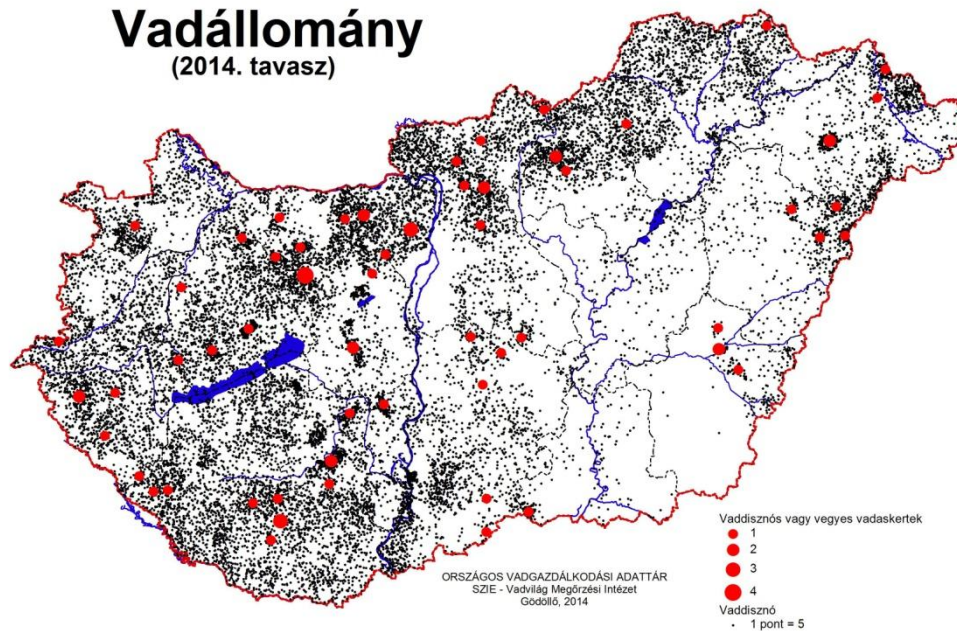 Vadállomány
(2014. tavasz)
ORSZÁGOS VADGAZDÁLKODÁSI ADATTÁR
SZIE - Vadvilág Megőrzési Intézet
Gödöllő, 2014
Vaddisznós vagy vegyes vadaskertek
1
2
3
4
Vaddisznó
1 pont = 5